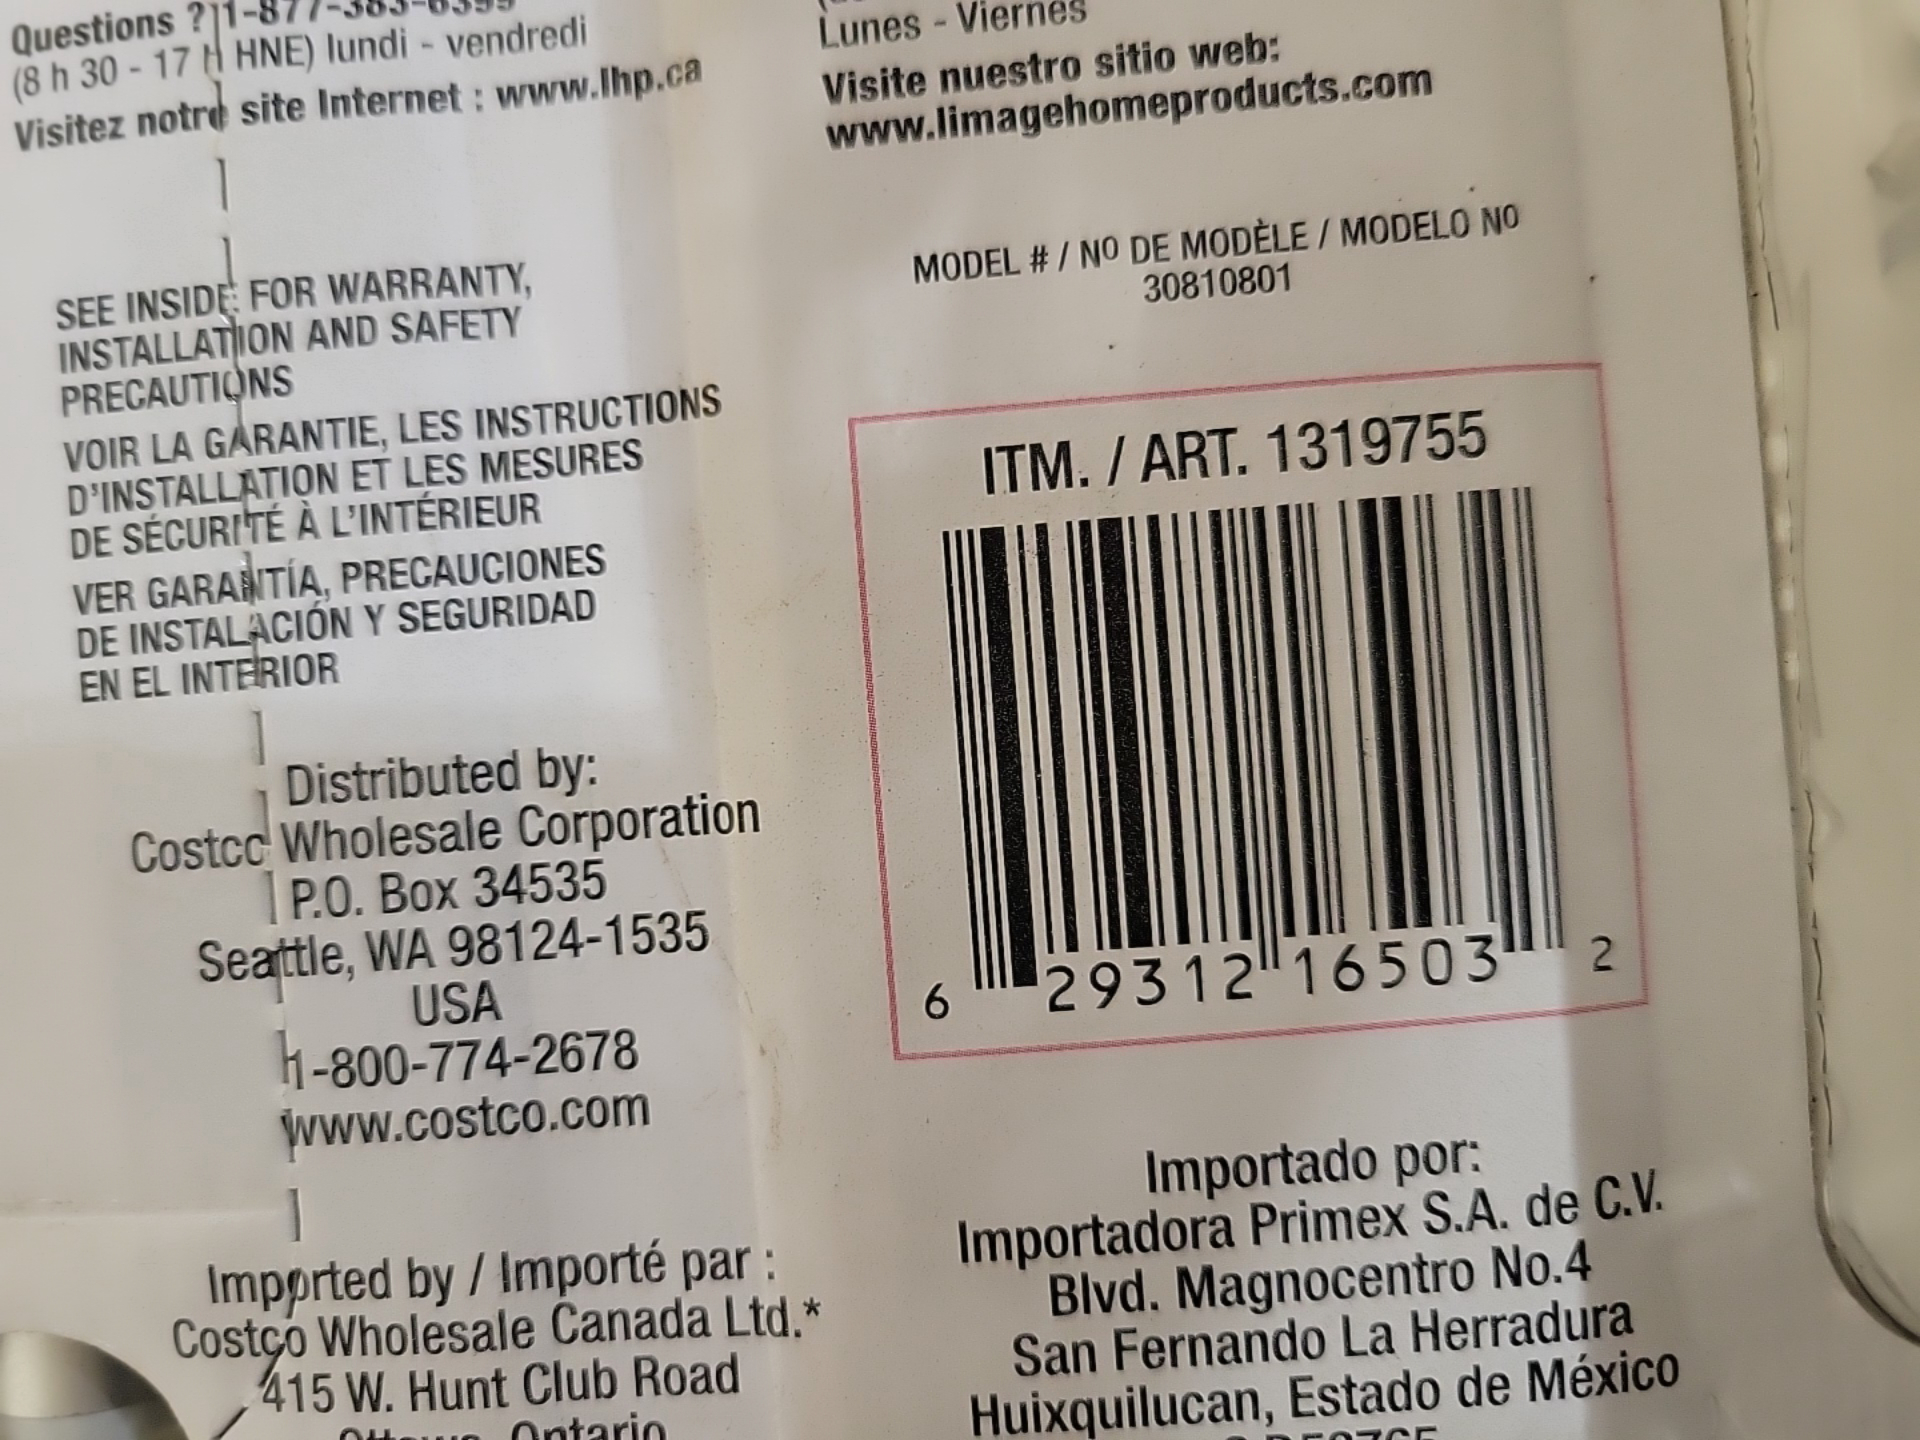 Questions ? 1-877-383-6399
(8 h 30 - 17 h HNE) lundi - vendredi
Visitez notre site Internet : www.lhp.ca
Lunes - Viernes
Visite nuestro sitio web:
www.limagehomeproducts.com
MODEL # / Nº DE MODÈLE / MODELO Nº
30810801
SEE INSIDE FOR WARRANTY,
INSTALLATION AND SAFETY
PRECAUTIONS
VOIR LA GARANTIE, LES INSTRUCTIONS
D'INSTALLATION ET LES MESURES
DE SÉCURITÉ À L'INTÉRIEUR
VER GARANTÍA, PRECAUCIONES
DE INSTALACIÓN Y SEGURIDAD
EN EL INTERIOR
ITM. / ART. 1319755
6 29312 16503 2
Distributed by:
Costco Wholesale Corporation
P.O. Box 34535
Seattle, WA 98124-1535
USA
1-800-774-2678
www.costco.com
Imported by / Importé par :
Costco Wholesale Canada Ltd.*
415 W. Hunt Club Road
Ottawa, Ontario
Importado por:
Importadora Primex S.A. de C.V.
Blvd. Magnocentro No.4
San Fernando La Herradura
Huixquilucan, Estado de México